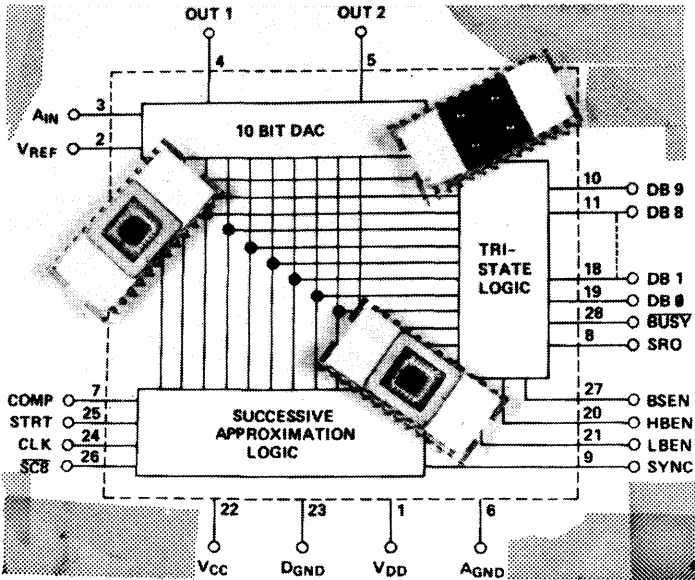 OUT 1 OUT 2
4 5
3
AIN
2
VREF
10 BIT DAC
10
DB 9
11
DB 8
TRI-
STATE
LOGIC
18
DB 1
19
DB 0
28
BUSY
8
SRO
27
BSEN
20
HBEN
21
LBEN
9
SYNC
COMP 7
STRT 25
CLK 24
SC8 26
SUCCESSIVE
APPROXIMATION
LOGIC
22 23 1 6
VCC DGND VDD AGND